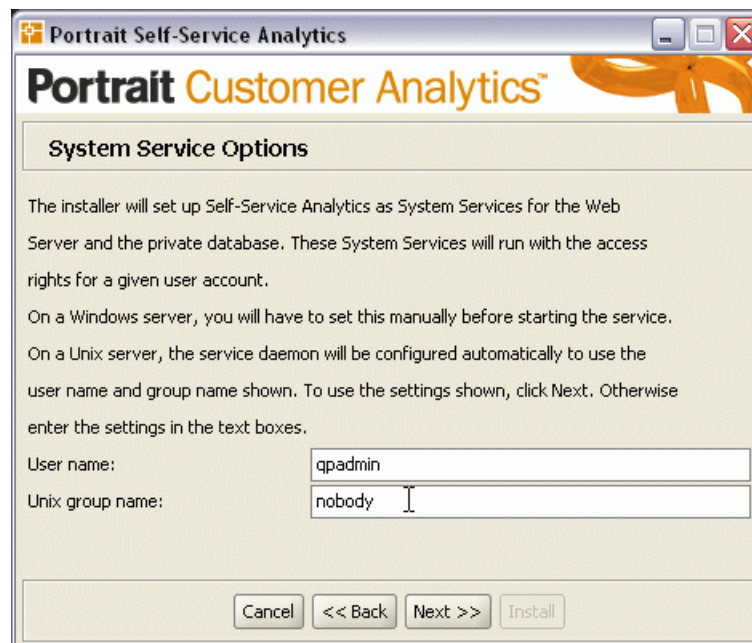 Portrait Self-Service Analytics
Portrait Customer Analytics™
System Service Options
The installer will set up Self-Service Analytics as System Services for the Web
Server and the private database. These System Services will run with the access
rights for a given user account.
On a Windows server, you will have to set this manually before starting the service.
On a Unix server, the service daemon will be configured automatically to use the
user name and group name shown. To use the settings shown, click Next. Otherwise
enter the settings in the text boxes.
User name: qpadmin
Unix group name: nobody
Cancel << Back Next >> Install